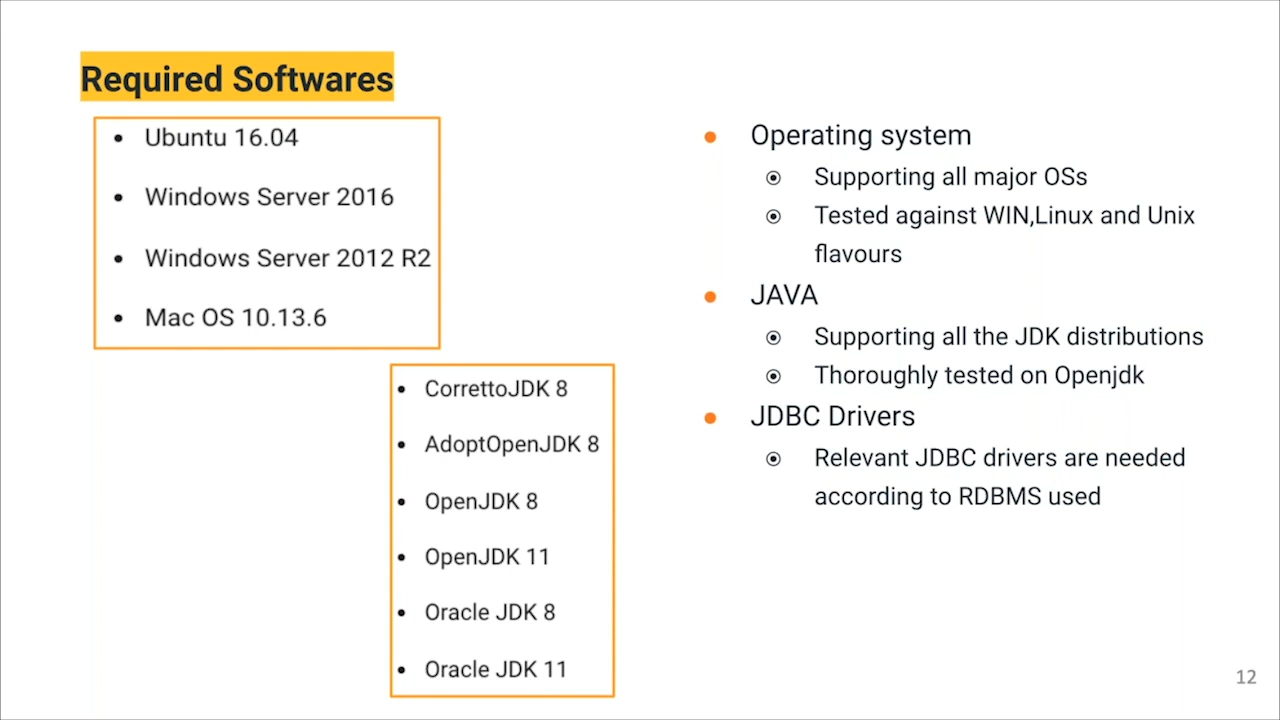 Required Softwares
• Ubuntu 16.04
• Windows Server 2016
• Windows Server 2012 R2
• Mac OS 10.13.6
• CorrettoJDK 8
• AdoptOpenJDK 8
• OpenJDK 8
• OpenJDK 11
• Oracle JDK 8
• Oracle JDK 11
• Operating system
Supporting all major OSs
Tested against WIN,Linux and Unix
flavours
• JAVA
Supporting all the JDK distributions
Thoroughly tested on Openjdk
• JDBC Drivers
Relevant JDBC drivers are needed
according to RDBMS used
12